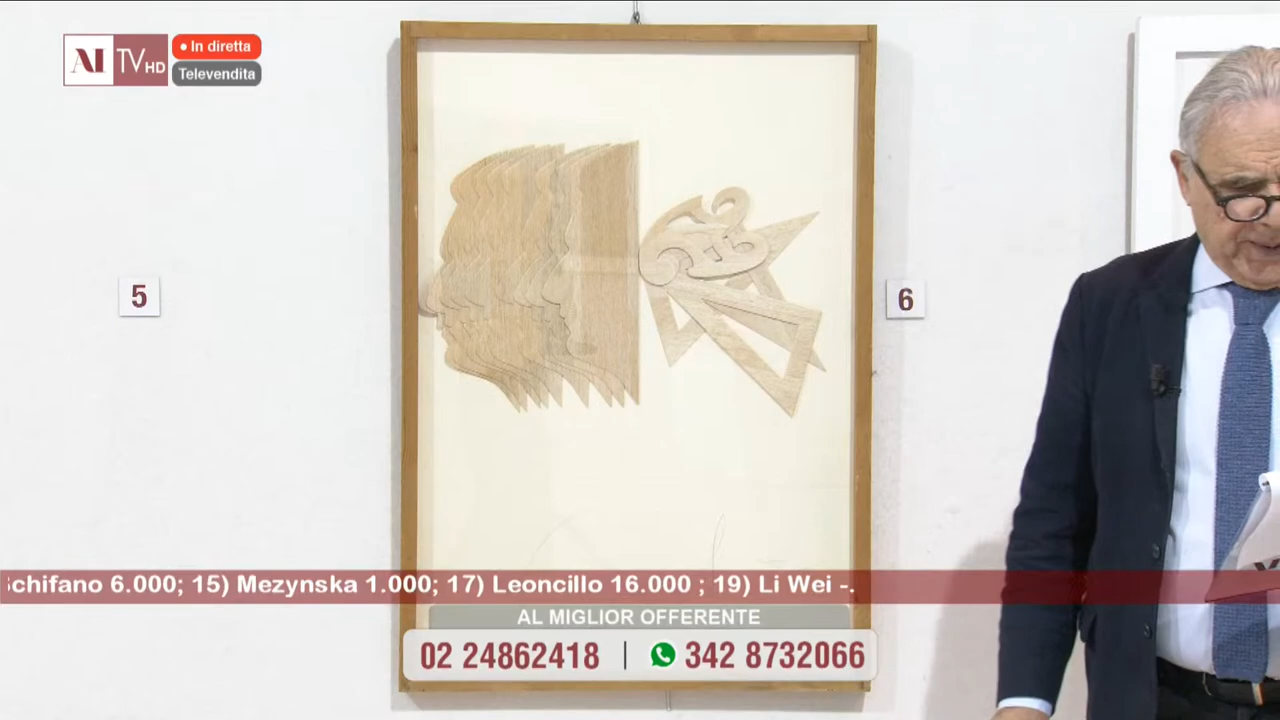 AI TV HD
• In diretta
Televendita
5
6
Schifano 6.000; 15) Mezynska 1.000; 17) Leoncillo 16.000 ; 19) Li Wei -.
AL MIGLIOR OFFERENTE
02 24862418 | 342 8732066